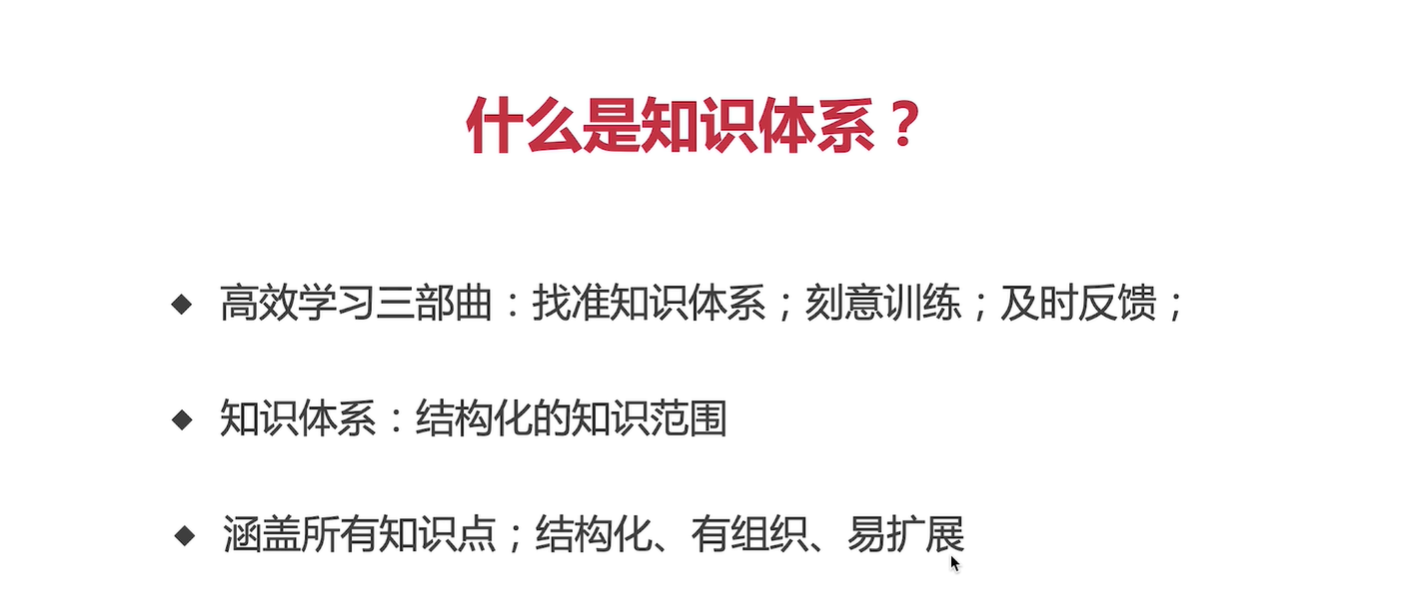 什么是知识体系？
◆ 高效学习三部曲：找准知识体系；刻意训练；及时反馈；
◆ 知识体系：结构化的知识范围
◆ 涵盖所有知识点；结构化、有组织、易扩展